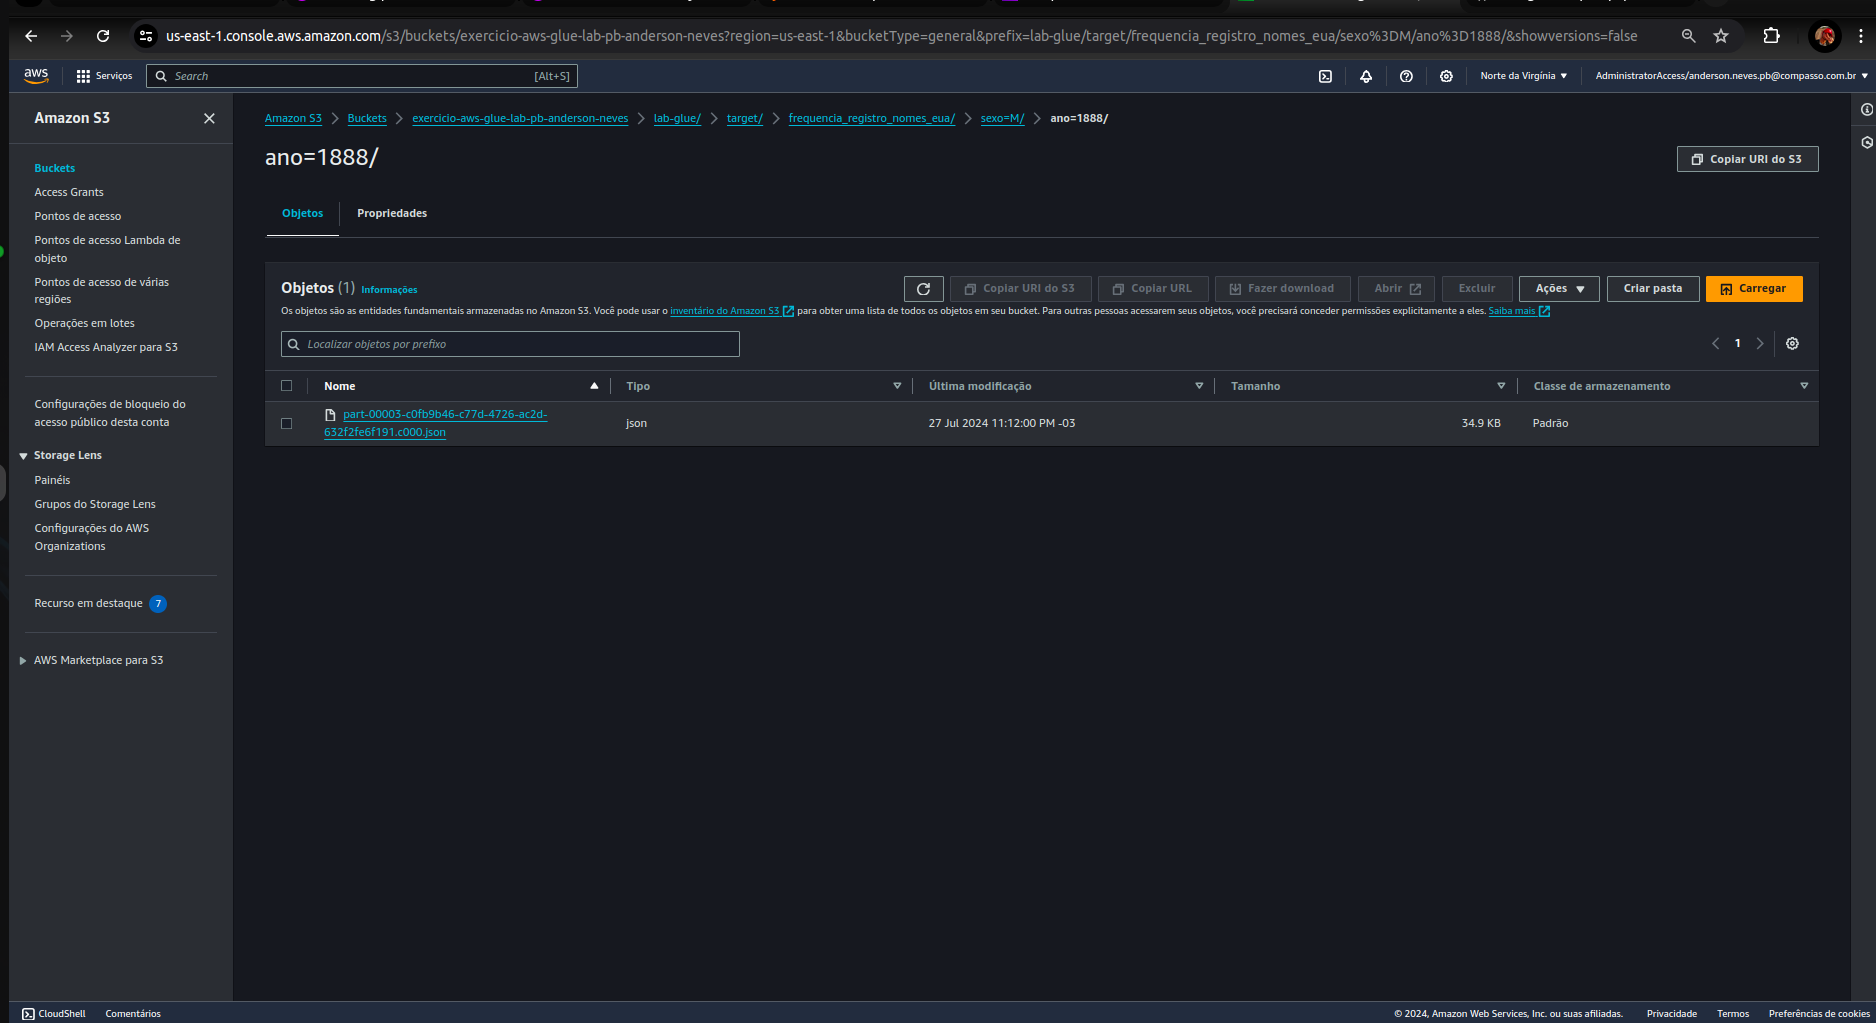 us-east-1.console.aws.amazon.com/s3/buckets/exercicio-aws-glue-lab-pb-anderson-neves?region=us-east-1&bucketType=general&prefix=lab-glue/target/frequencia_registro_nomes_eua/sexo%3DM/ano%3D1888/&showversions=false
aws Serviços Search [Alt+S] Norte da Virgínia AdministratorAccess/anderson.neves.pb@compasso.com.br
Amazon S3
Buckets
Access Grants
Pontos de acesso
Pontos de acesso Lambda de
objeto
Pontos de acesso de várias
regiões
Operações em lotes
IAM Access Analyzer para S3
Configurações de bloqueio do
acesso público desta conta
Storage Lens
Painéis
Grupos do Storage Lens
Configurações do AWS
Organizations
Recurso em destaque 7
AWS Marketplace para S3
Amazon S3 Buckets exercicio-aws-glue-lab-pb-anderson-neves lab-glue/ target/ frequencia_registro_nomes_eua/ sexo=M/ ano=1888/
ano=1888/
Copiar URI do S3
Objetos Propriedades
Objetos (1) Informações
Copiar URI do S3 Copiar URL Fazer download Abrir Excluir Ações Criar pasta Carregar
Os objetos são as entidades fundamentais armazenadas no Amazon S3. Você pode usar o inventário do Amazon S3 para obter uma lista de todos os objetos em seu bucket. Para outras pessoas acessarem seus objetos, você precisará conceder permissões explicitamente a eles. Saiba mais
Localizar objetos por prefixo
1
Nome Tipo Última modificação Tamanho Classe de armazenamento
part-00003-c0fb9b46-c77d-4726-ac2d-
632f2fe6f191.c000.json
json 27 Jul 2024 11:12:00 PM -03 34.9 KB Padrão
CloudShell Comentários © 2024, Amazon Web Services, Inc. ou suas afiliadas. Privacidade Termos Preferências de cookies